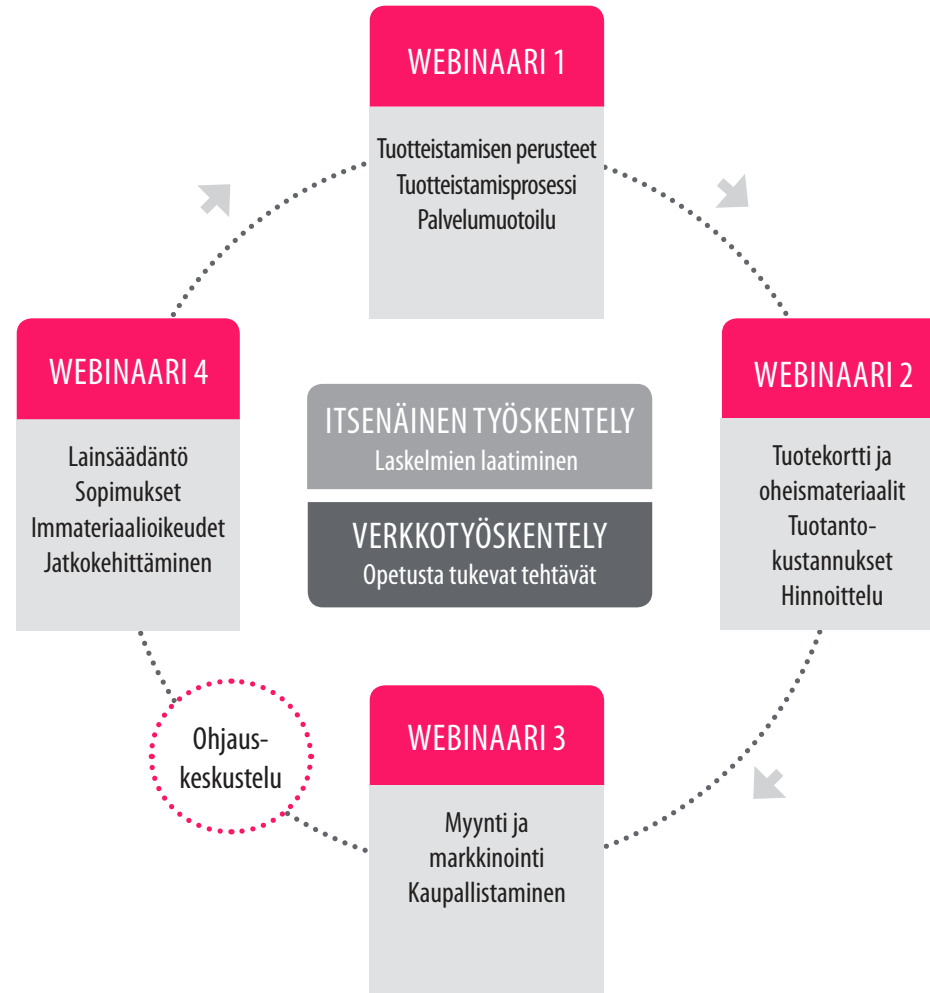 WEBINAARI 1
Tuotteistamisen perusteet
Tuotteistamisprosessi
Palvelumuotoilu
WEBINAARI 2
Tuotekortti ja
oheismateriaalit
Tuotanto-
kustannukset
Hinnoittelu
WEBINAARI 3
Myynti ja
markkinointi
Kaupallistaminen
Ohjaus-
keskustelu
WEBINAARI 4
Lainsäädäntö
Sopimukset
Immateriaalioikeudet
Jatkokehittäminen
ITSENÄINEN TYÖSKENTELY
Laskelmien laatiminen
VERKKOTYÖSKENTELY
Opetusta tukevat tehtävät